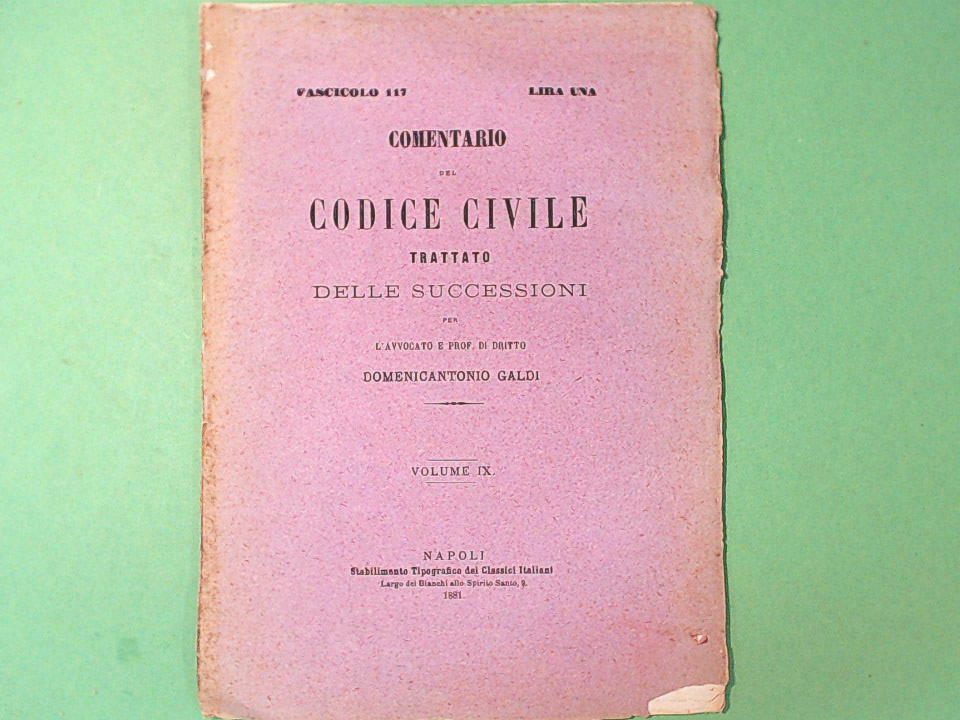 FASCICOLO 117 LIRA UNA
COMENTARIO
DEL
CODICE CIVILE
TRATTATO
DELLE SUCCESSIONI
PER
L'AVVOCATO E PROF. DI DRITTO
DOMENICANTONIO GALDI
VOLUME IX.
NAPOLI
Stabilimento Tipografico dei Classici Italiani
Largo dei Bianchi allo Spirito Santo, 2.
1881.